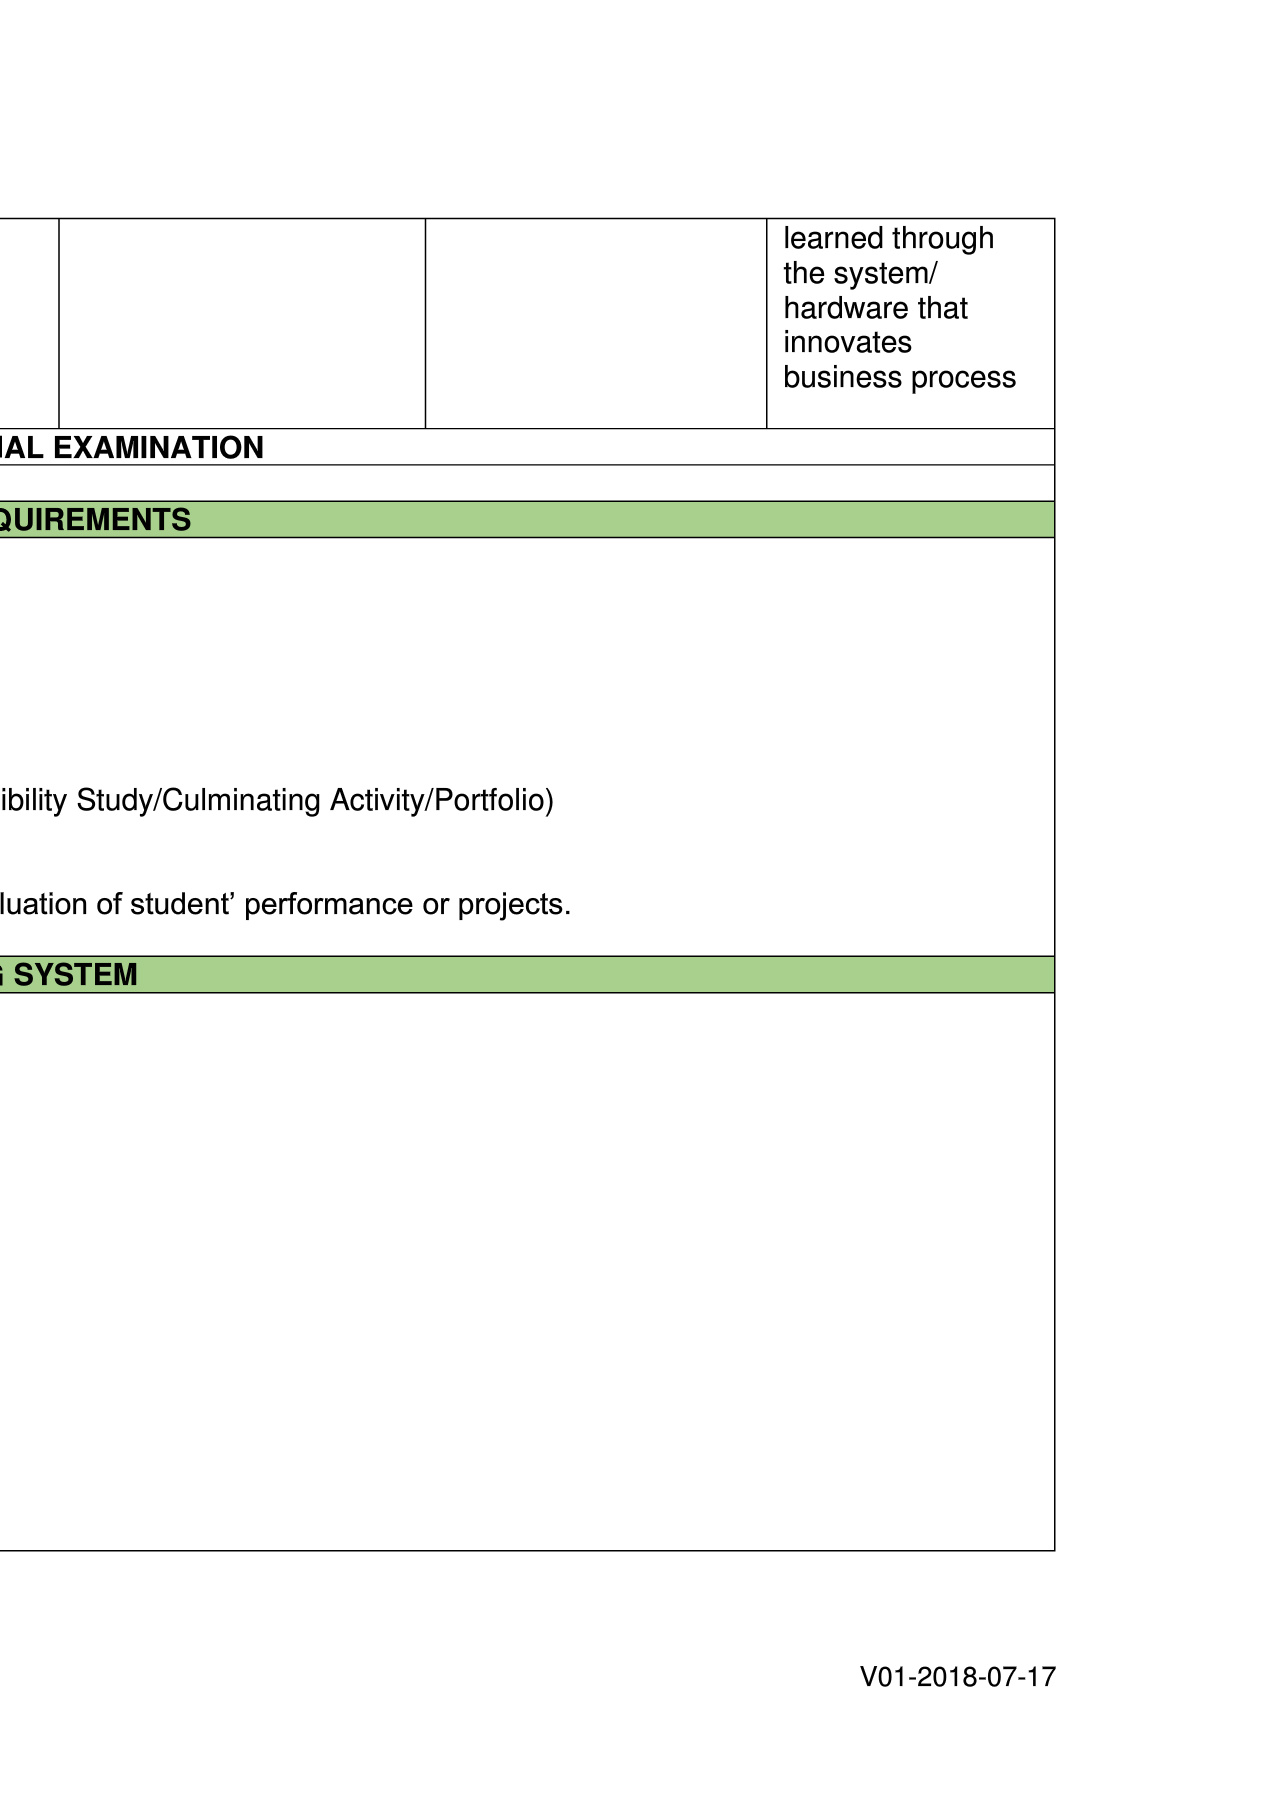 learned through
the system/
hardware that
innovates
business process
NAL EXAMINATION
QUIREMENTS
ibility Study/Culminating Activity/Portfolio)
luation of student’ performance or projects.
G SYSTEM
V01-2018-07-17